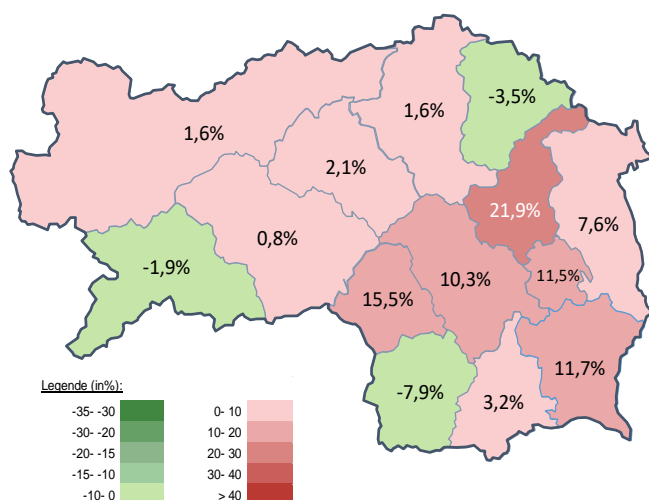 1,6%
-3,5%
1,6%
2,1%
21,9%
7,6%
0,8%
-1,9%
10,3%
11,5%
15,5%
11,7%
-7,9%
3,2%
Legende (in%):
-35- -30 0- 10
-30- -20 10- 20
-20- -15 20- 30
-15- -10 30- 40
-10- 0 > 40